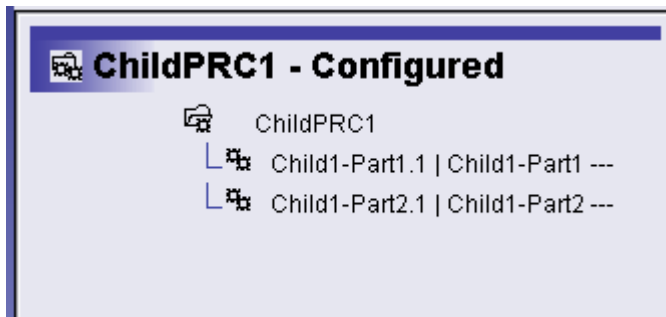 ChildPRC1 - Configured
ChildPRC1
Child1-Part1.1 | Child1-Part1 ---
Child1-Part2.1 | Child1-Part2 ---